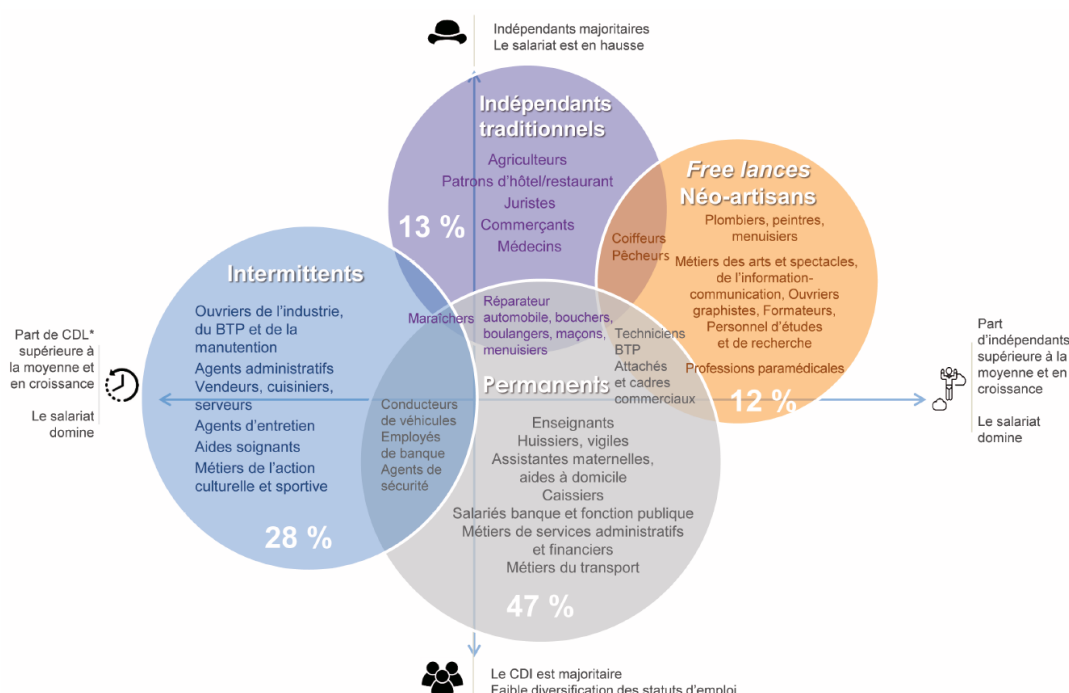 Indépendants majoritaires
Le salariat est en hausse
Indépendants
traditionnels
Agriculteurs
Patrons d'hôtel/restaurant
Juristes
Commerçants
Médecins
13 %
Free lances
Néo-artisans
Plombiers, peintres,
menuisiers
Métiers des arts et spectacles,
de l'information-
communication, Ouvriers
graphistes, Formateurs,
Personnel d'études
et de recherche
Professions paramédicales
12 %
Coiffeurs
Pêcheurs
Intermittents
Ouvriers de l'industrie,
du BTP et de la
manutention
Agents administratifs
Vendeurs, cuisiniers,
serveurs
Agents d'entretien
Aides soignants
Métiers de l'action
culturelle et sportive
28 %
Maraîchers
Réparateur
automobile, bouchers,
boulangers, maçons,
menuisiers
Techniciens
BTP
Attachés
et cadres
commerciaux
Conducteurs
de véhicules
Employés
de banque
Agents de
sécurité
Permanents
Enseignants
Huissiers, vigiles
Assistantes maternelles,
aides à domicile
Caissiers
Salariés banque et fonction publique
Métiers de services administratifs
et financiers
Métiers du transport
47 %
Part de CDL*
supérieure à
la moyenne et
en croissance
Le salariat
domine
Part
d'indépendants
supérieure à la
moyenne et en
croissance
Le salariat
domine
Le CDI est majoritaire
Faible diversification des statuts d'emploi